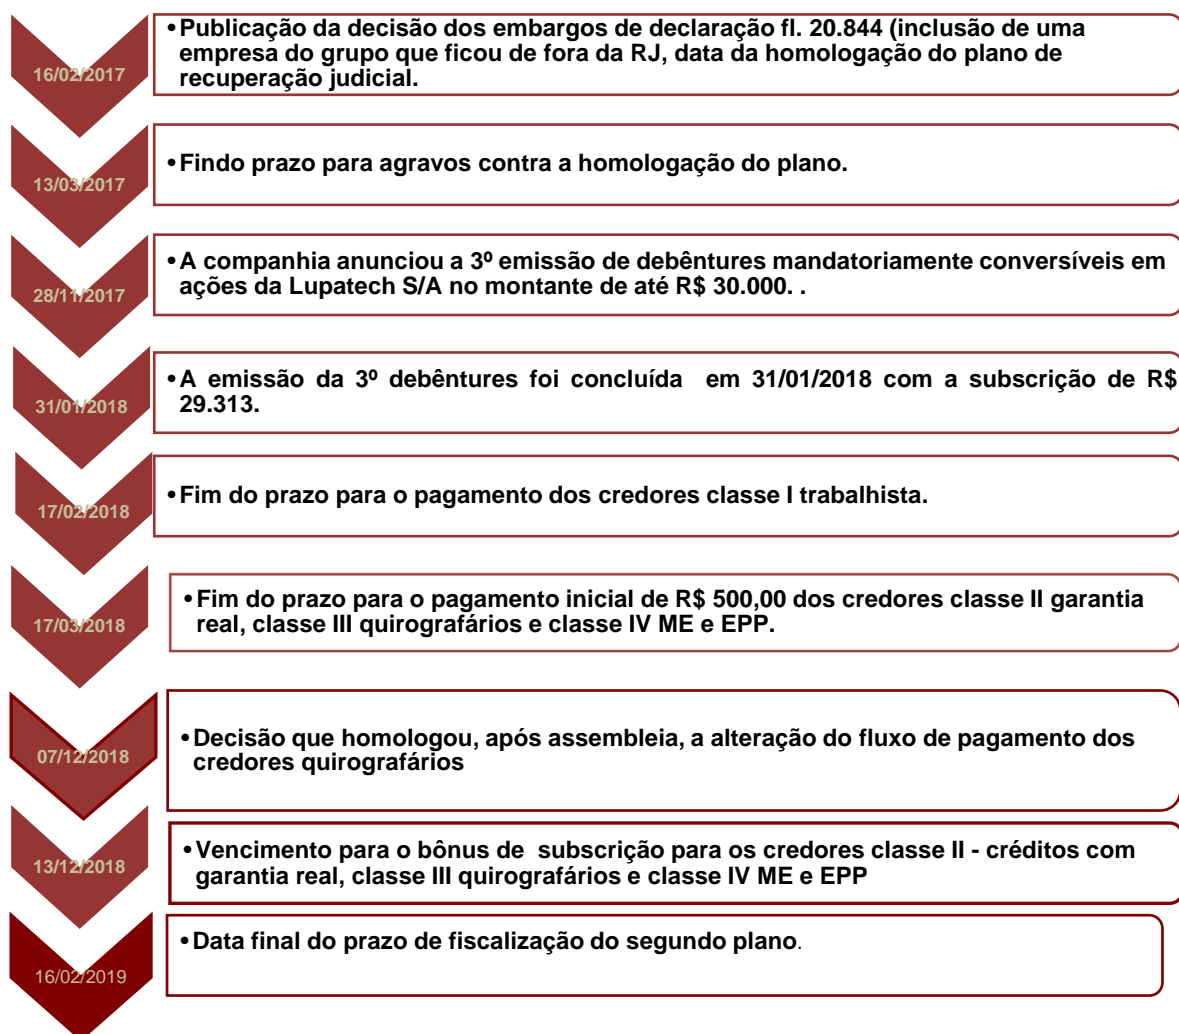 16/02/2017
•Publicação da decisão dos embargos de declaração fl. 20.844 (inclusão de uma
empresa do grupo que ficou de fora da RJ, data da homologação do plano de
recuperação judicial.
13/03/2017
•Findo prazo para agravos contra a homologação do plano.
28/11/2017
•A companhia anunciou a 3º emissão de debêntures mandatoriamente conversíveis em
ações da Lupatech S/A no montante de até R$ 30.000. .
31/01/2018
•A emissão da 3º debêntures foi concluída em 31/01/2018 com a subscrição de R$
29.313.
17/02/2018
•Fim do prazo para o pagamento dos credores classe I trabalhista.
17/03/2018
•Fim do prazo para o pagamento inicial de R$ 500,00 dos credores classe II garantia
real, classe III quirografários e classe IV ME e EPP.
07/12/2018
•Decisão que homologou, após assembleia, a alteração do fluxo de pagamento dos
credores quirografários
13/12/2018
•Vencimento para o bônus de subscrição para os credores classe II - créditos com
garantia real, classe III quirografários e classe IV ME e EPP
16/02/2019
•Data final do prazo de fiscalização do segundo plano.